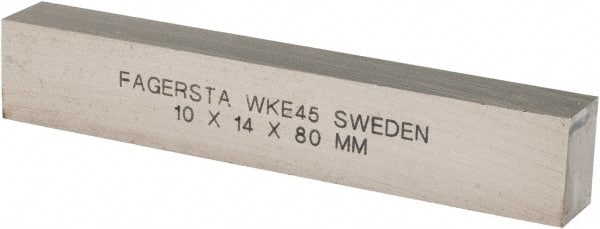 FAGERSTA WKE45 SWEDEN
10 X 14 X 80 MM